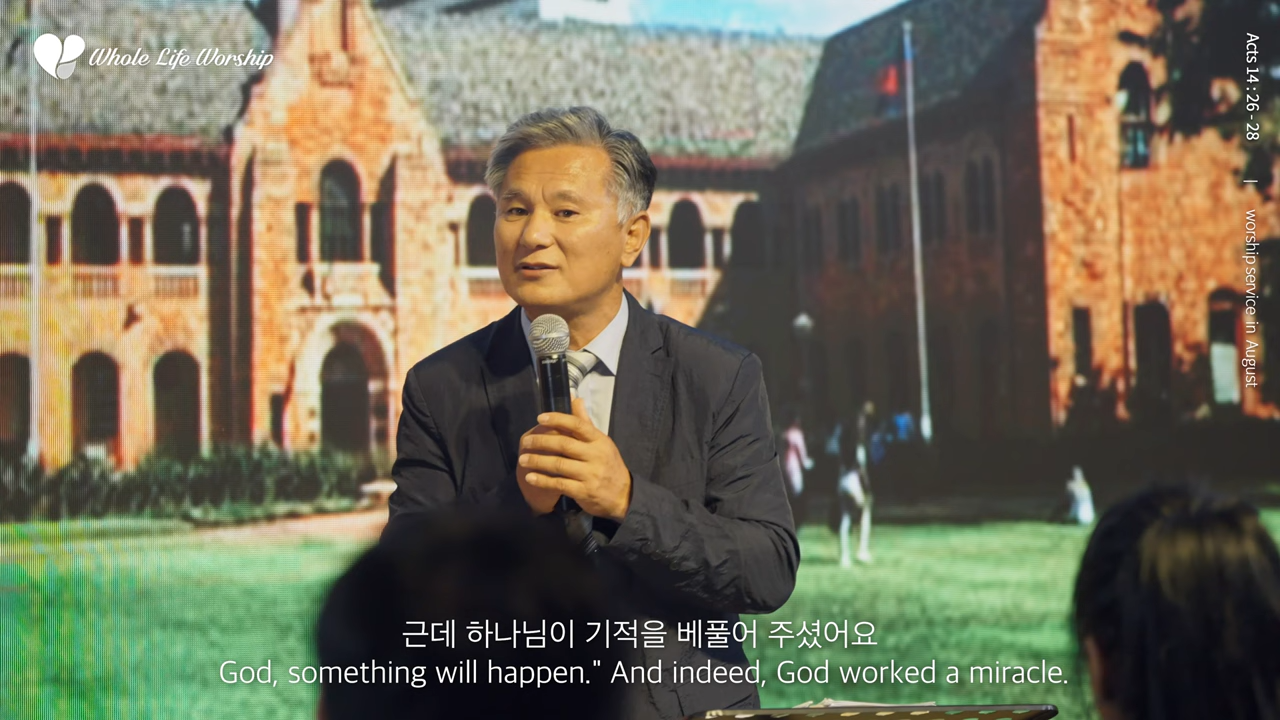 Whole Life Worship
Acts 14 : 26 - 28 | worship service in August
근데 하나님이 기적을 베풀어 주셨어요
God, something will happen." And indeed, God worked a miracle.